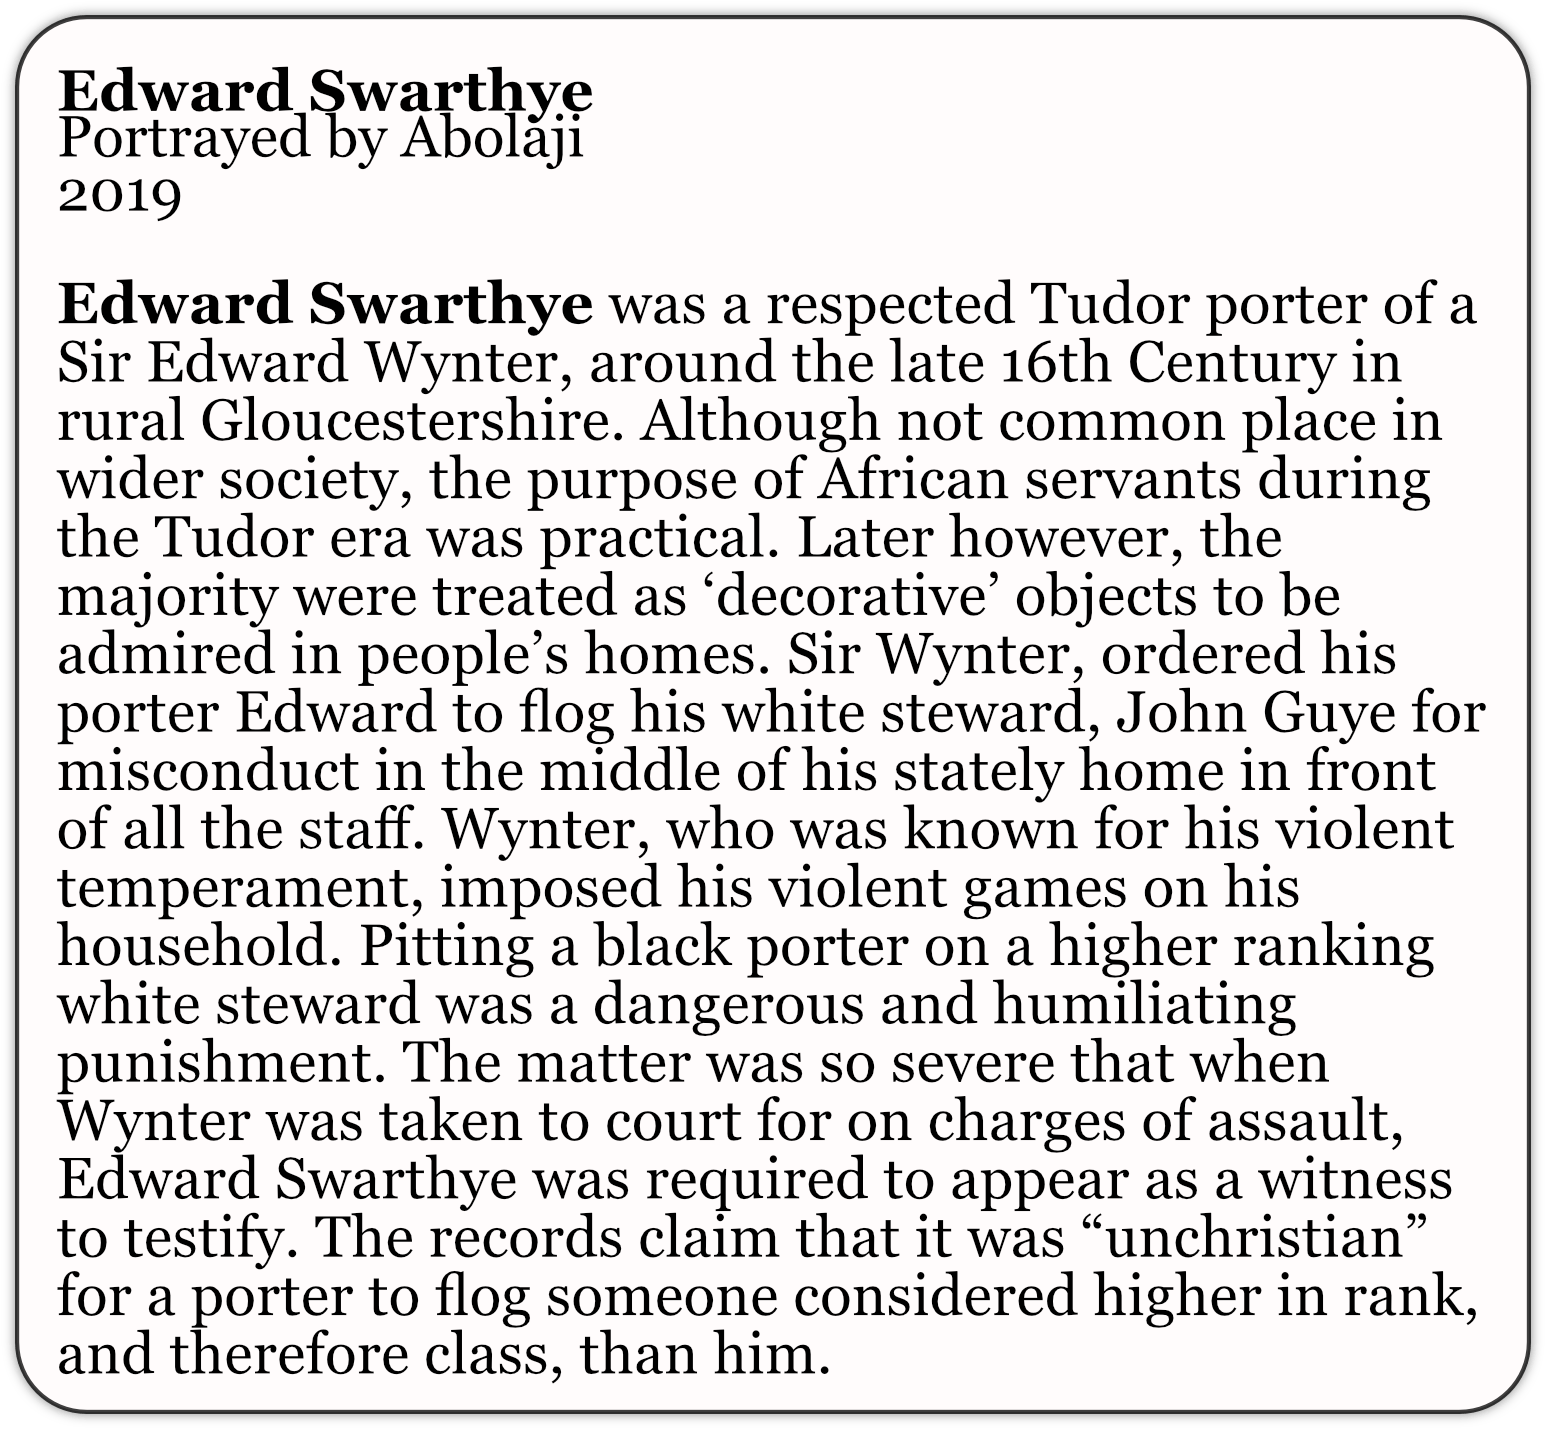 Edward Swarthye
Portrayed by Abolaji
2019
Edward Swarthye was a respected Tudor porter of a
Sir Edward Wynter, around the late 16th Century in
rural Gloucestershire. Although not common place in
wider society, the purpose of African servants during
the Tudor era was practical. Later however, the
majority were treated as ‘decorative’ objects to be
admired in people’s homes. Sir Wynter, ordered his
porter Edward to flog his white steward, John Guye for
misconduct in the middle of his stately home in front
of all the staff. Wynter, who was known for his violent
temperament, imposed his violent games on his
household. Pitting a black porter on a higher ranking
white steward was a dangerous and humiliating
punishment. The matter was so severe that when
Wynter was taken to court for on charges of assault,
Edward Swarthye was required to appear as a witness
to testify. The records claim that it was “unchristian”
for a porter to flog someone considered higher in rank,
and therefore class, than him.